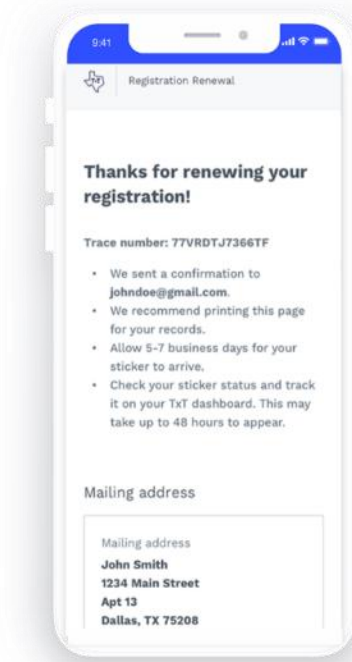 9:41
Registration Renewal
Thanks for renewing your
registration!
Trace number: 77VRDTJ7366TF
• We sent a confirmation to
johndoe@gmail.com.
• We recommend printing this page
for your records.
• Allow 5-7 business days for your
sticker to arrive.
• Check your sticker status and track
it on your TxT dashboard. This may
take up to 48 hours to appear.
Mailing address
Mailing address
John Smith
1234 Main Street
Apt 13
Dallas, TX 75208